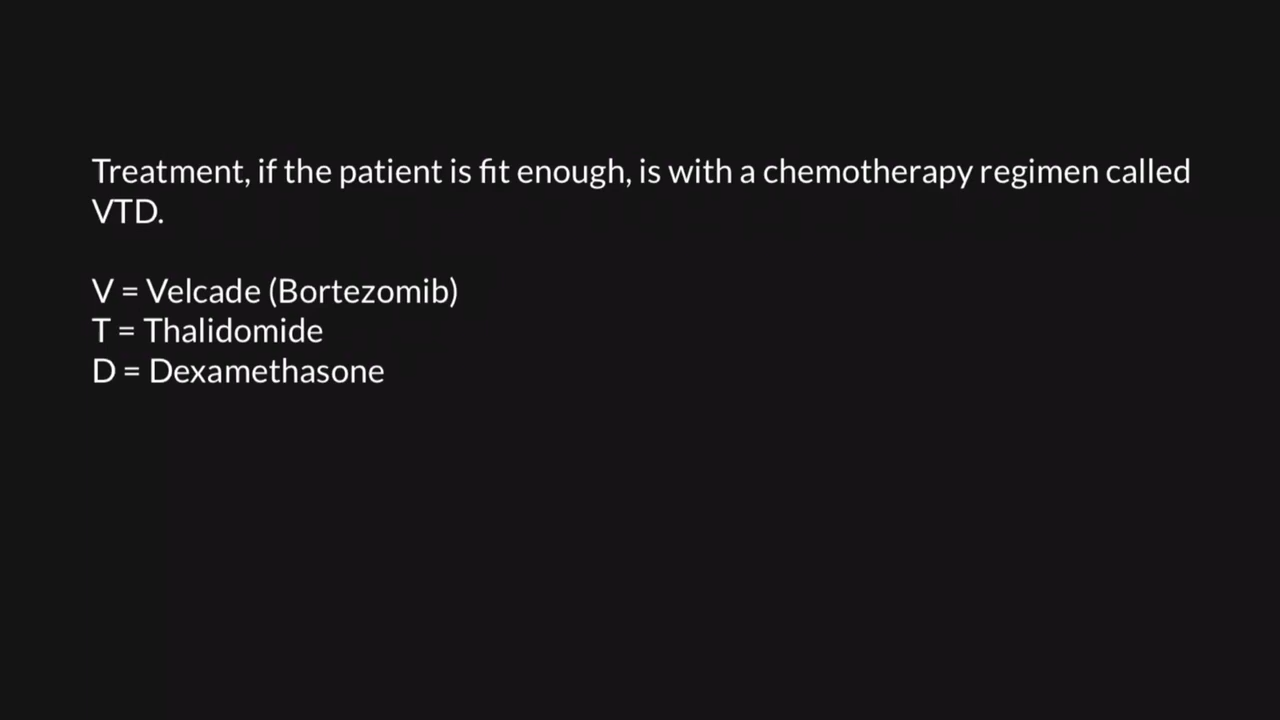 Treatment, if the patient is fit enough, is with a chemotherapy regimen called
VTD.
V = Velcade (Bortezomib)
T = Thalidomide
D = Dexamethasone